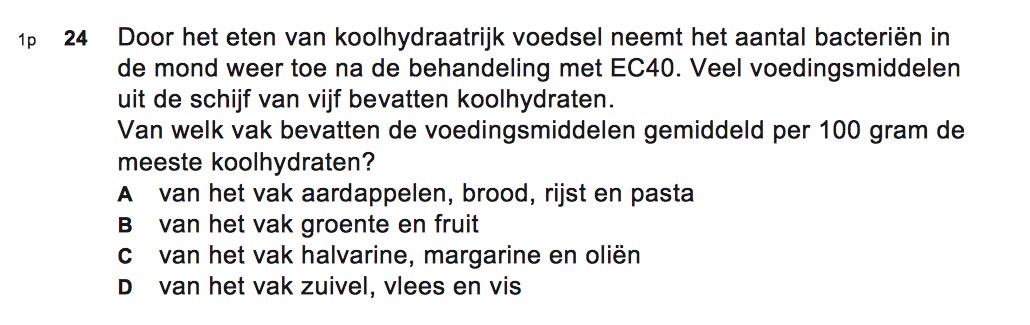 1p 24 Door het eten van koolhydraatrijk voedsel neemt het aantal bacteriën in
de mond weer toe na de behandeling met EC40. Veel voedingsmiddelen
uit de schijf van vijf bevatten koolhydraten.
Van welk vak bevatten de voedingsmiddelen gemiddeld per 100 gram de
meeste koolhydraten?
A van het vak aardappelen, brood, rijst en pasta
B van het vak groente en fruit
C van het vak halvarine, margarine en oliën
D van het vak zuivel, vlees en vis